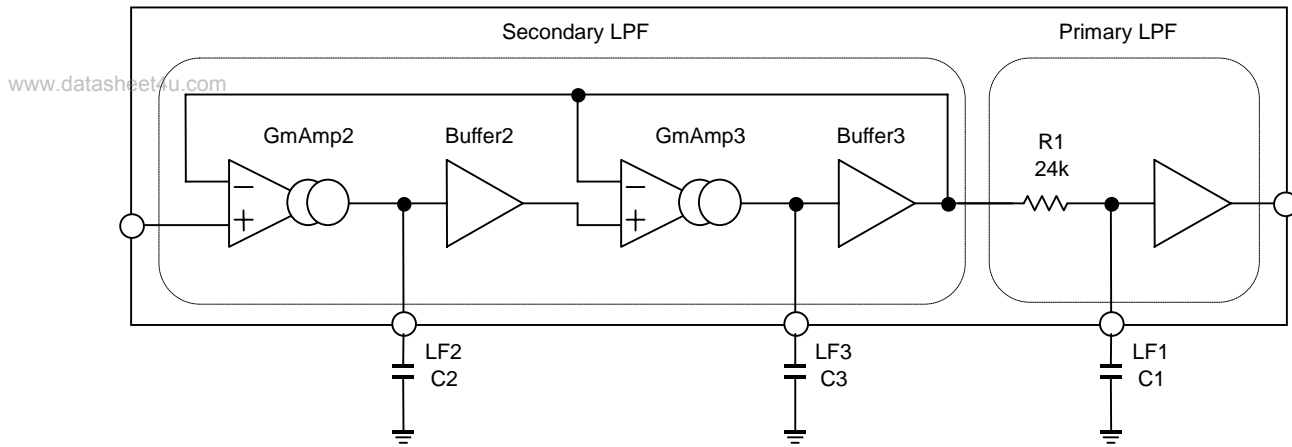 Secondary LPF
Primary LPF
www.datasheet4u.com
GmAmp2
Buffer2
GmAmp3
Buffer3
R1
24k
−
+
−
+
LF2
C2
LF3
C3
LF1
C1